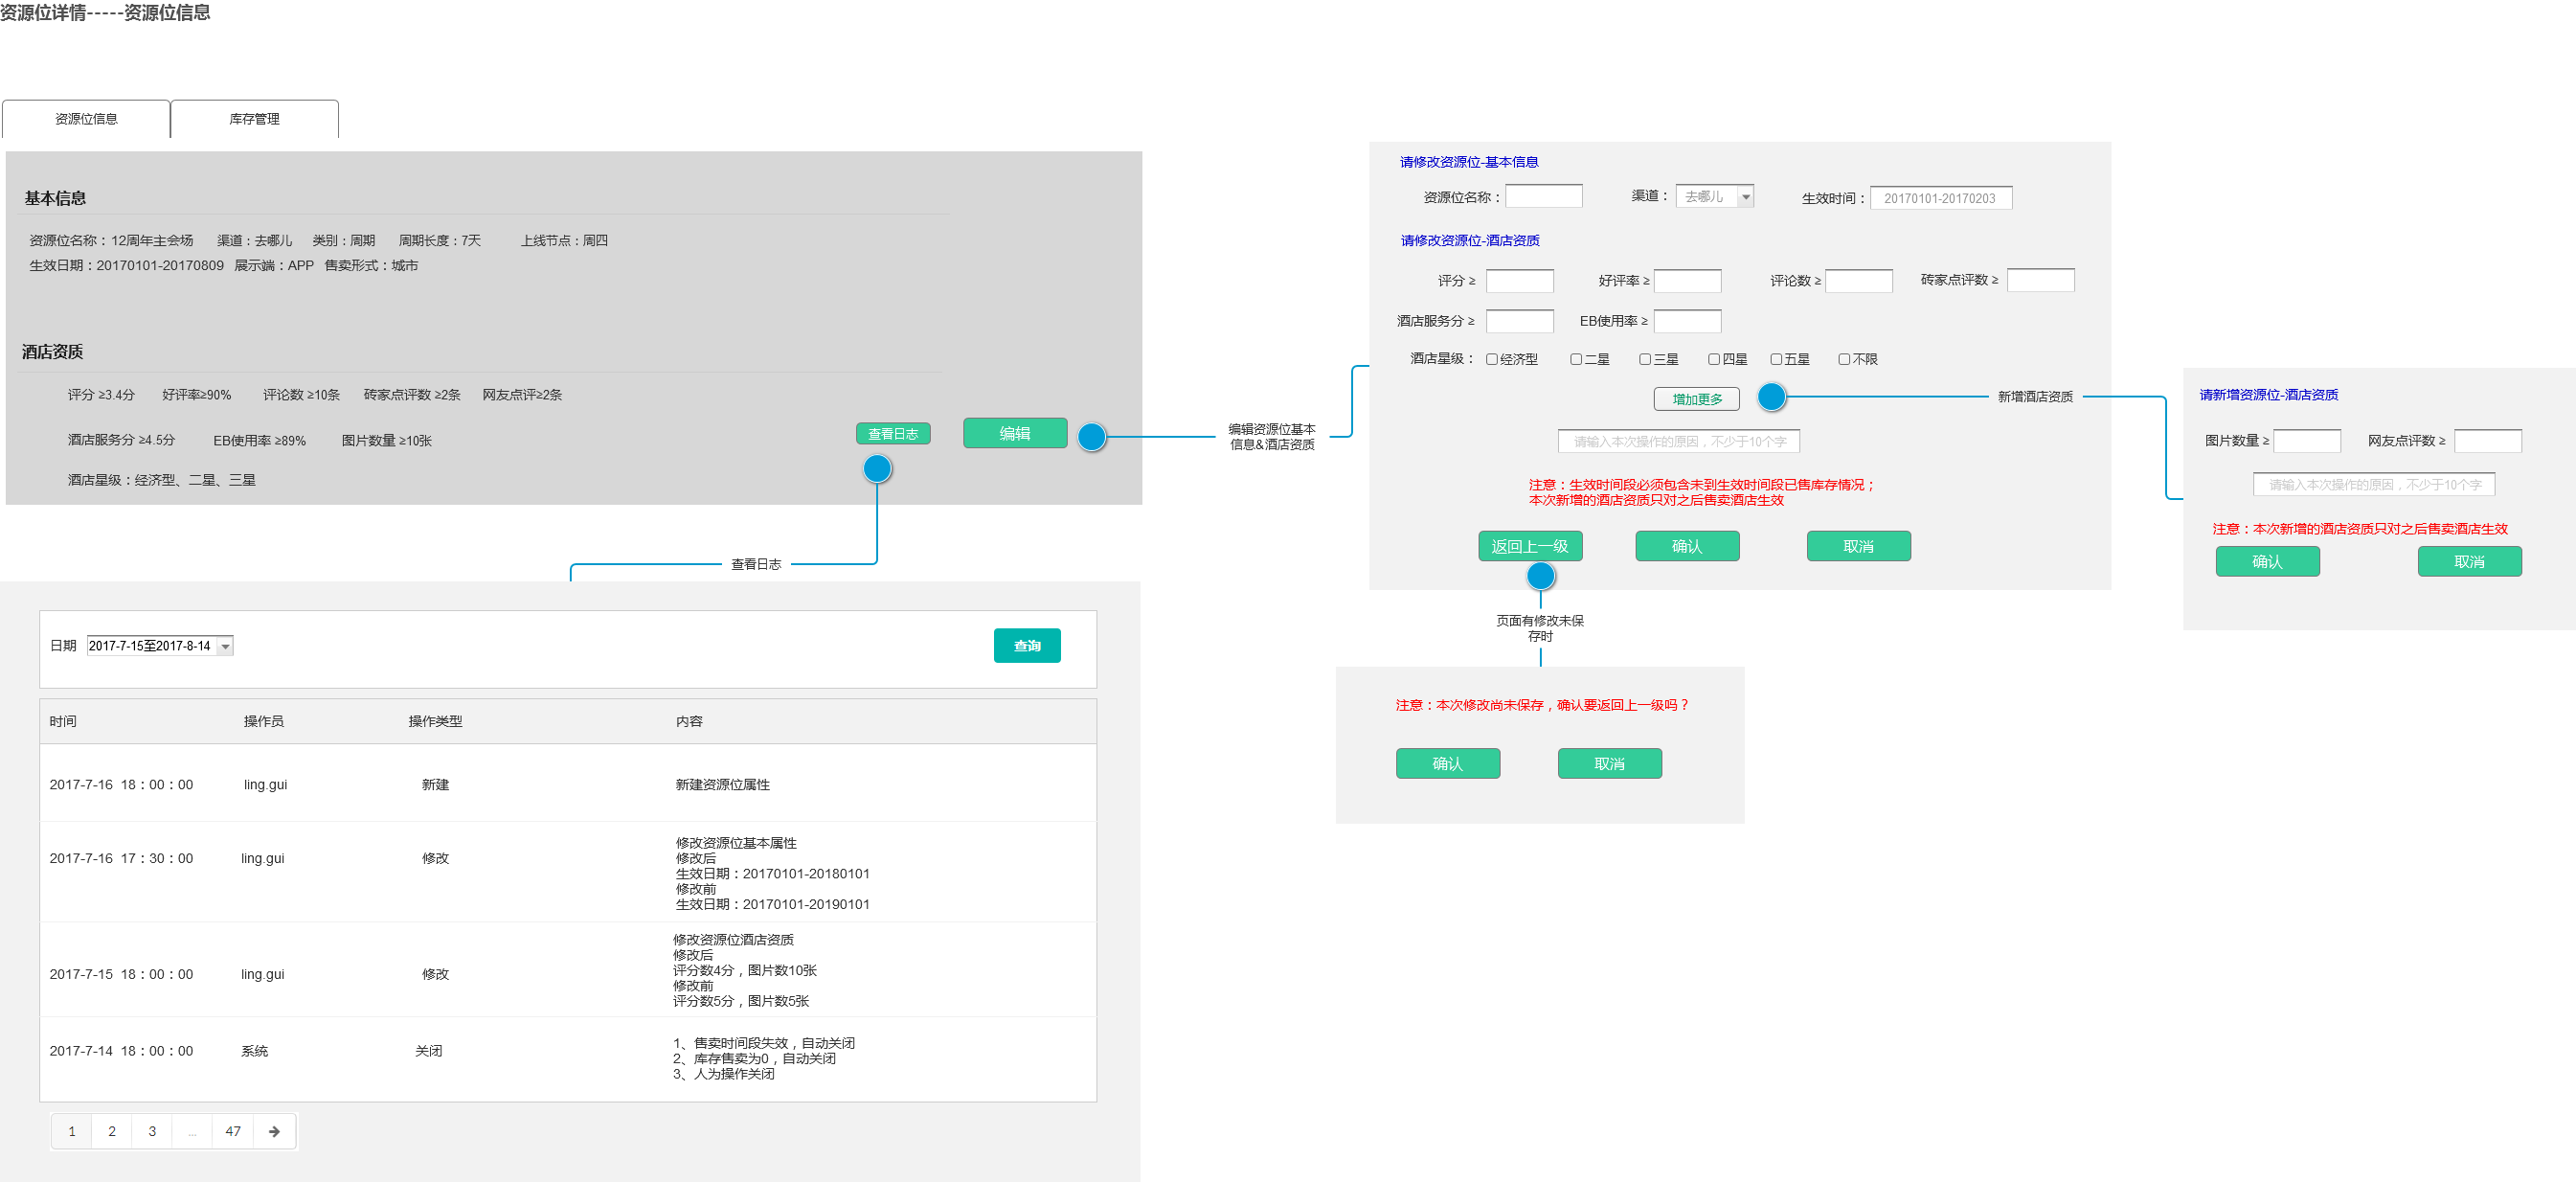 资源位详情-----资源位信息
资源位信息 库存管理
基本信息
资源位名称：12周年主会场 渠道：去哪儿 类别：周期 周期长度：7天 上线节点：周四
生效日期：20170101-20170809 展示端：APP 售卖形式：城市
酒店资质
评分 ≥3.4分 好评率≥90% 评论数 ≥10条 砖家点评数 ≥2条 网友点评≥2条
酒店服务分 ≥4.5分 EB使用率 ≥89% 图片数量 ≥10张
酒店星级：经济型、二星、三星
查看日志 编辑
编辑资源位基本
信息&酒店资质
查看日志
日期 2017-7-15至2017-8-14 查询
时间 操作员 操作类型 内容
2017-7-16 18：00：00 ling.gui 新建 新建资源位属性
2017-7-16 17：30：00 ling.gui 修改
修改资源位基本属性
修改后
生效日期：20170101-20180101
修改前
生效日期：20170101-20190101
2017-7-15 18：00：00 ling.gui 修改
修改资源位酒店资质
修改后
评分数4分，图片数10张
修改前
评分数5分，图片数5张
2017-7-14 18：00：00 系统 关闭
1、售卖时间段失效，自动关闭
2、库存售卖为0，自动关闭
3、人为操作关闭
1 2 3 ... 47 →
请修改资源位-基本信息
资源位名称： 渠道： 去哪儿 生效时间： 20170101-20170203
请修改资源位-酒店资质
评分 ≥ 好评率 ≥ 评论数 ≥ 砖家点评数 ≥
酒店服务分 ≥ EB使用率 ≥
酒店星级： 经济型 二星 三星 四星 五星 不限
增加更多
新增酒店资质
请输入本次操作的原因，不少于10个字
注意：生效时间段必须包含未到生效时间段已售库存情况；
本次新增的酒店资质只对之后售卖酒店生效
返回上一级 确认 取消
页面有修改未保
存时
注意：本次修改尚未保存，确认要返回上一级吗？
确认 取消
请新增资源位-酒店资质
图片数量 ≥ 网友点评数 ≥
请输入本次操作的原因，不少于10个字
注意：本次新增的酒店资质只对之后售卖酒店生效
确认 取消